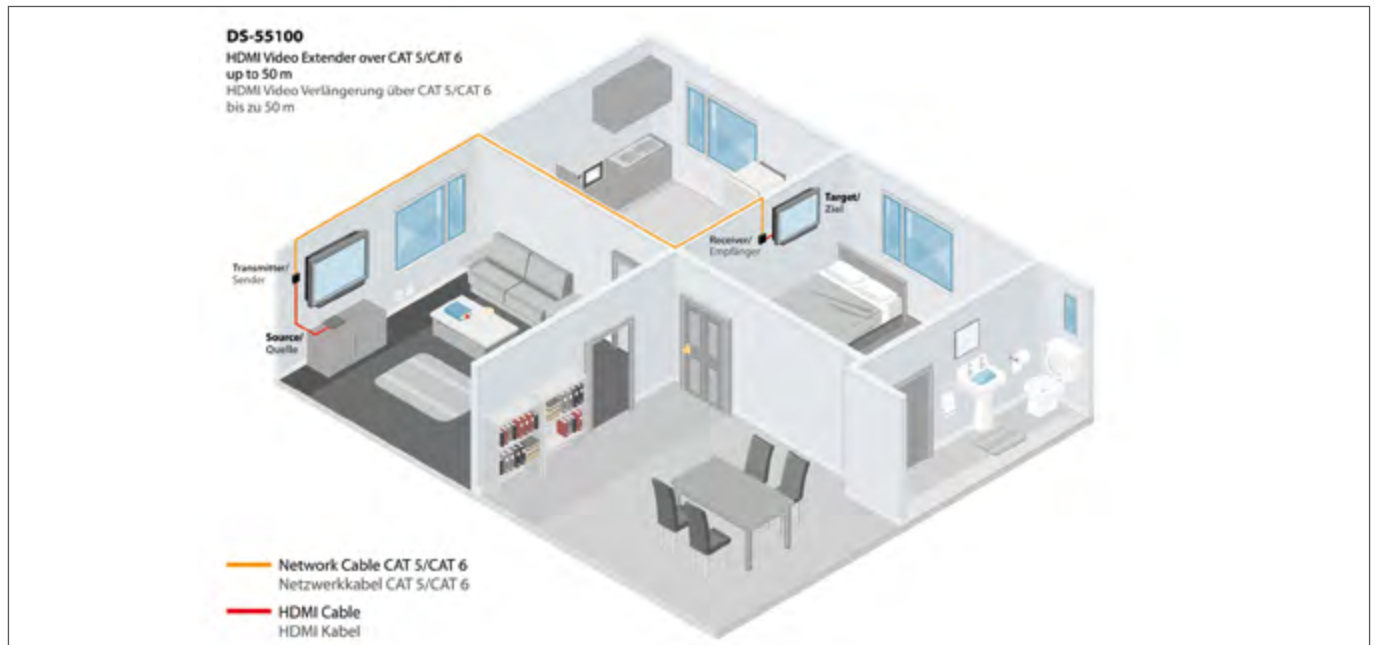 DS-55100
HDMI Video Extender over CAT 5/CAT 6
up to 50 m
HDMI Video Verlängerung über CAT 5/CAT 6
bis zu 50 m
Target/
Ziel
Receiver/
Empfänger
Transmitter/
Sender
Source/
Quelle
Network Cable CAT 5/CAT 6
Netzwerkkabel CAT 5/CAT 6
HDMI Cable
HDMI Kabel